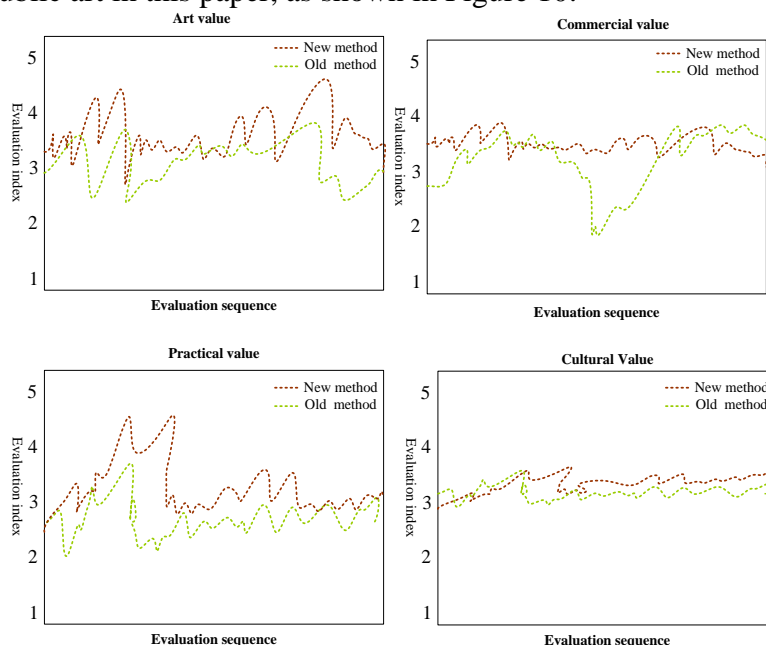 Art value
New method
Old method
5
4
3
2
1
Evaluation index
Evaluation sequence
Commercial value
New method
Old method
5
4
3
2
1
Evaluation index
Evaluation sequence
Practical value
New method
Old method
5
4
3
2
1
Evaluation index
Evaluation sequence
Cultural Value
New method
Old method
5
4
3
2
1
Evaluation index
Evaluation sequence